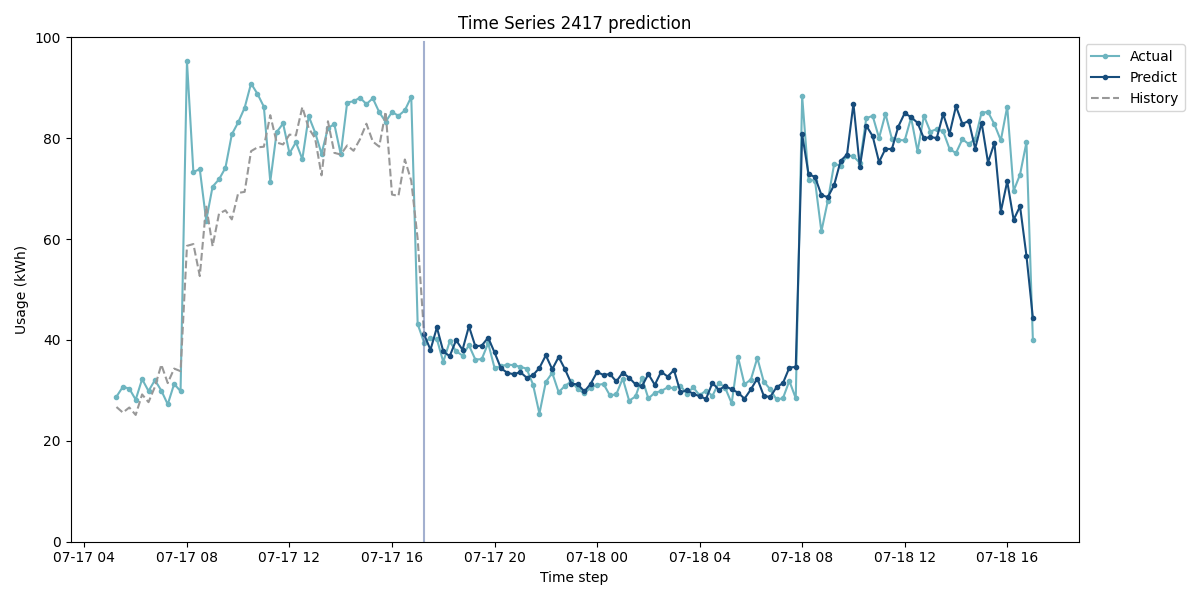 Time Series 2417 prediction
Usage (kWh)
100
80
60
40
20
0
07-17 04
07-17 08
07-17 12
07-17 16
07-17 20
07-18 00
07-18 04
07-18 08
07-18 12
07-18 16
Time step
Actual
Predict
History